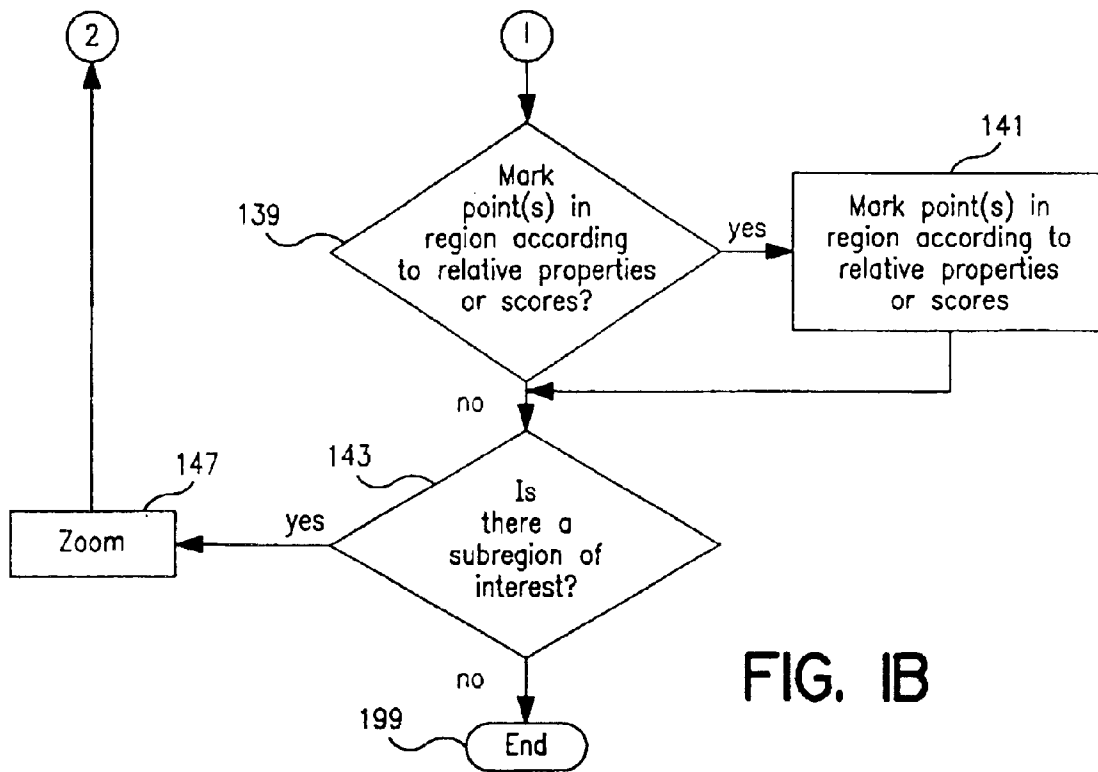 2
1
139
Mark
point(s) in
region according
to relative properties
or scores?
yes
141
Mark point(s) in
region according to
relative properties
or scores
no
147
Zoom
yes
143
Is
there a
subregion of
interest?
no
199
End
FIG. 1B